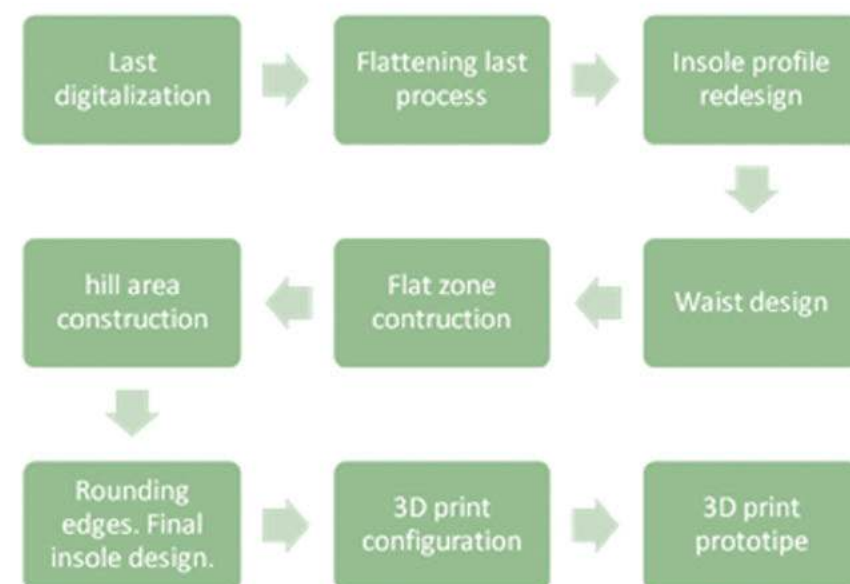 Last
digitalization
Flattening last
process
Insole profile
redesign
Waist design
Flat zone
contruction
hill area
construction
Rounding
edges. Final
insole design.
3D print
configuration
3D print
prototipe